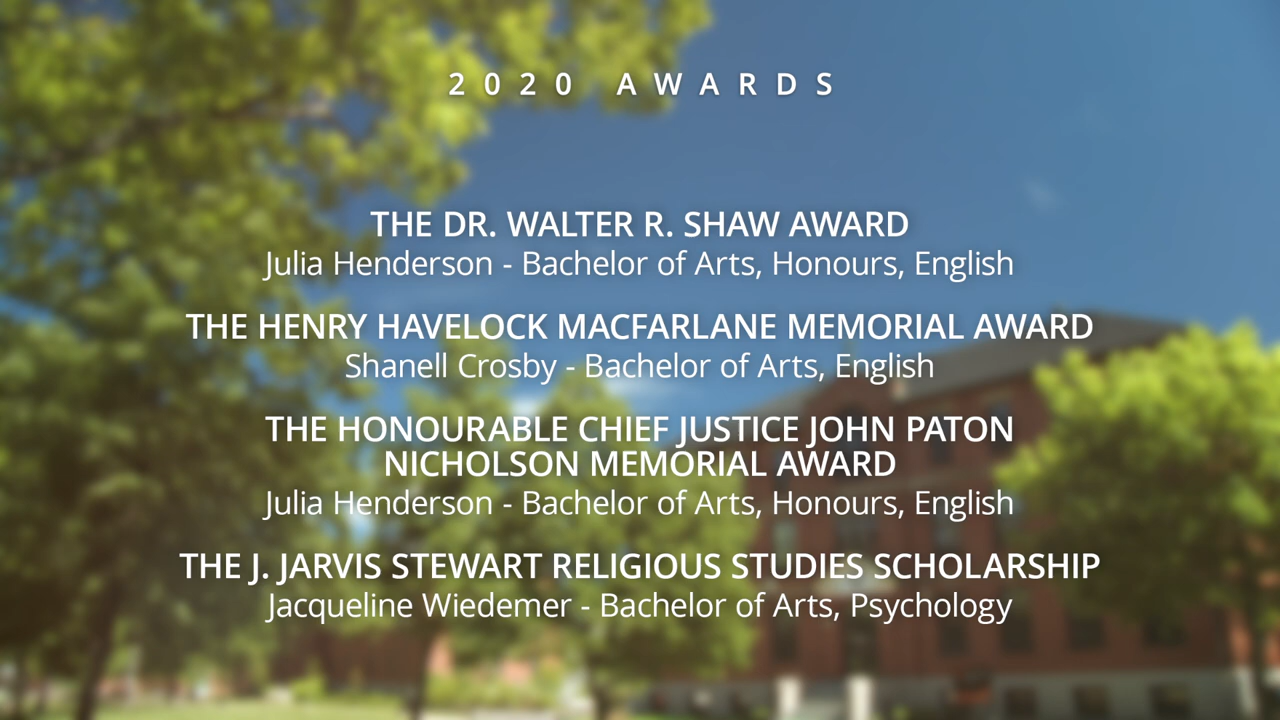 2020 AWARDS
THE DR. WALTER R. SHAW AWARD
Julia Henderson - Bachelor of Arts, Honours, English
THE HENRY HAVELOCK MACFARLANE MEMORIAL AWARD
Shanell Crosby - Bachelor of Arts, English
THE HONOURABLE CHIEF JUSTICE JOHN PATON
NICHOLSON MEMORIAL AWARD
Julia Henderson - Bachelor of Arts, Honours, English
THE J. JARVIS STEWART RELIGIOUS STUDIES SCHOLARSHIP
Jacqueline Wiedemer - Bachelor of Arts, Psychology